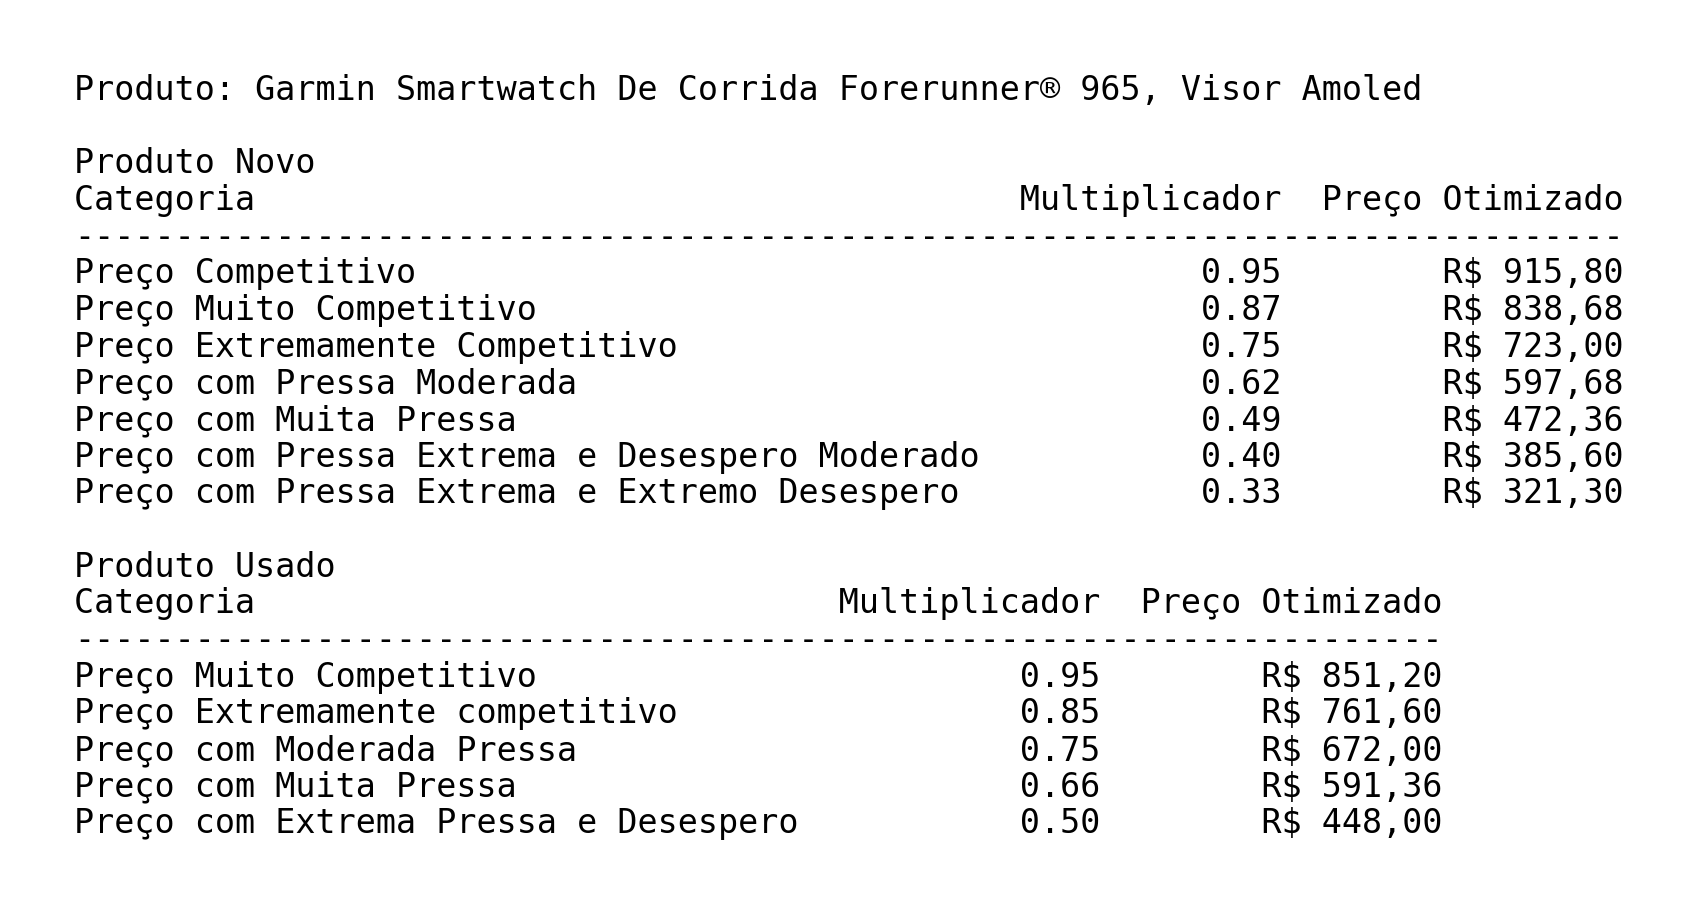 Produto: Garmin Smartwatch De Corrida Forerunner® 965, Visor Amoled
Produto Novo
Categoria Multiplicador Preço Otimizado
-----------------------------------------------------------------------------
Preço Competitivo 0.95 R$ 915,80
Preço Muito Competitivo 0.87 R$ 838,68
Preço Extremamente Competitivo 0.75 R$ 723,00
Preço com Pressa Moderada 0.62 R$ 597,68
Preço com Muita Pressa 0.49 R$ 472,36
Preço com Pressa Extrema e Desespero Moderado 0.40 R$ 385,60
Preço com Pressa Extrema e Extremo Desespero 0.33 R$ 321,30
Produto Usado
Categoria Multiplicador Preço Otimizado
--------------------------------------------------------------------
Preço Muito Competitivo 0.95 R$ 851,20
Preço Extremamente competitivo 0.85 R$ 761,60
Preço com Moderada Pressa 0.75 R$ 672,00
Preço com Muita Pressa 0.66 R$ 591,36
Preço com Extrema Pressa e Desespero 0.50 R$ 448,00